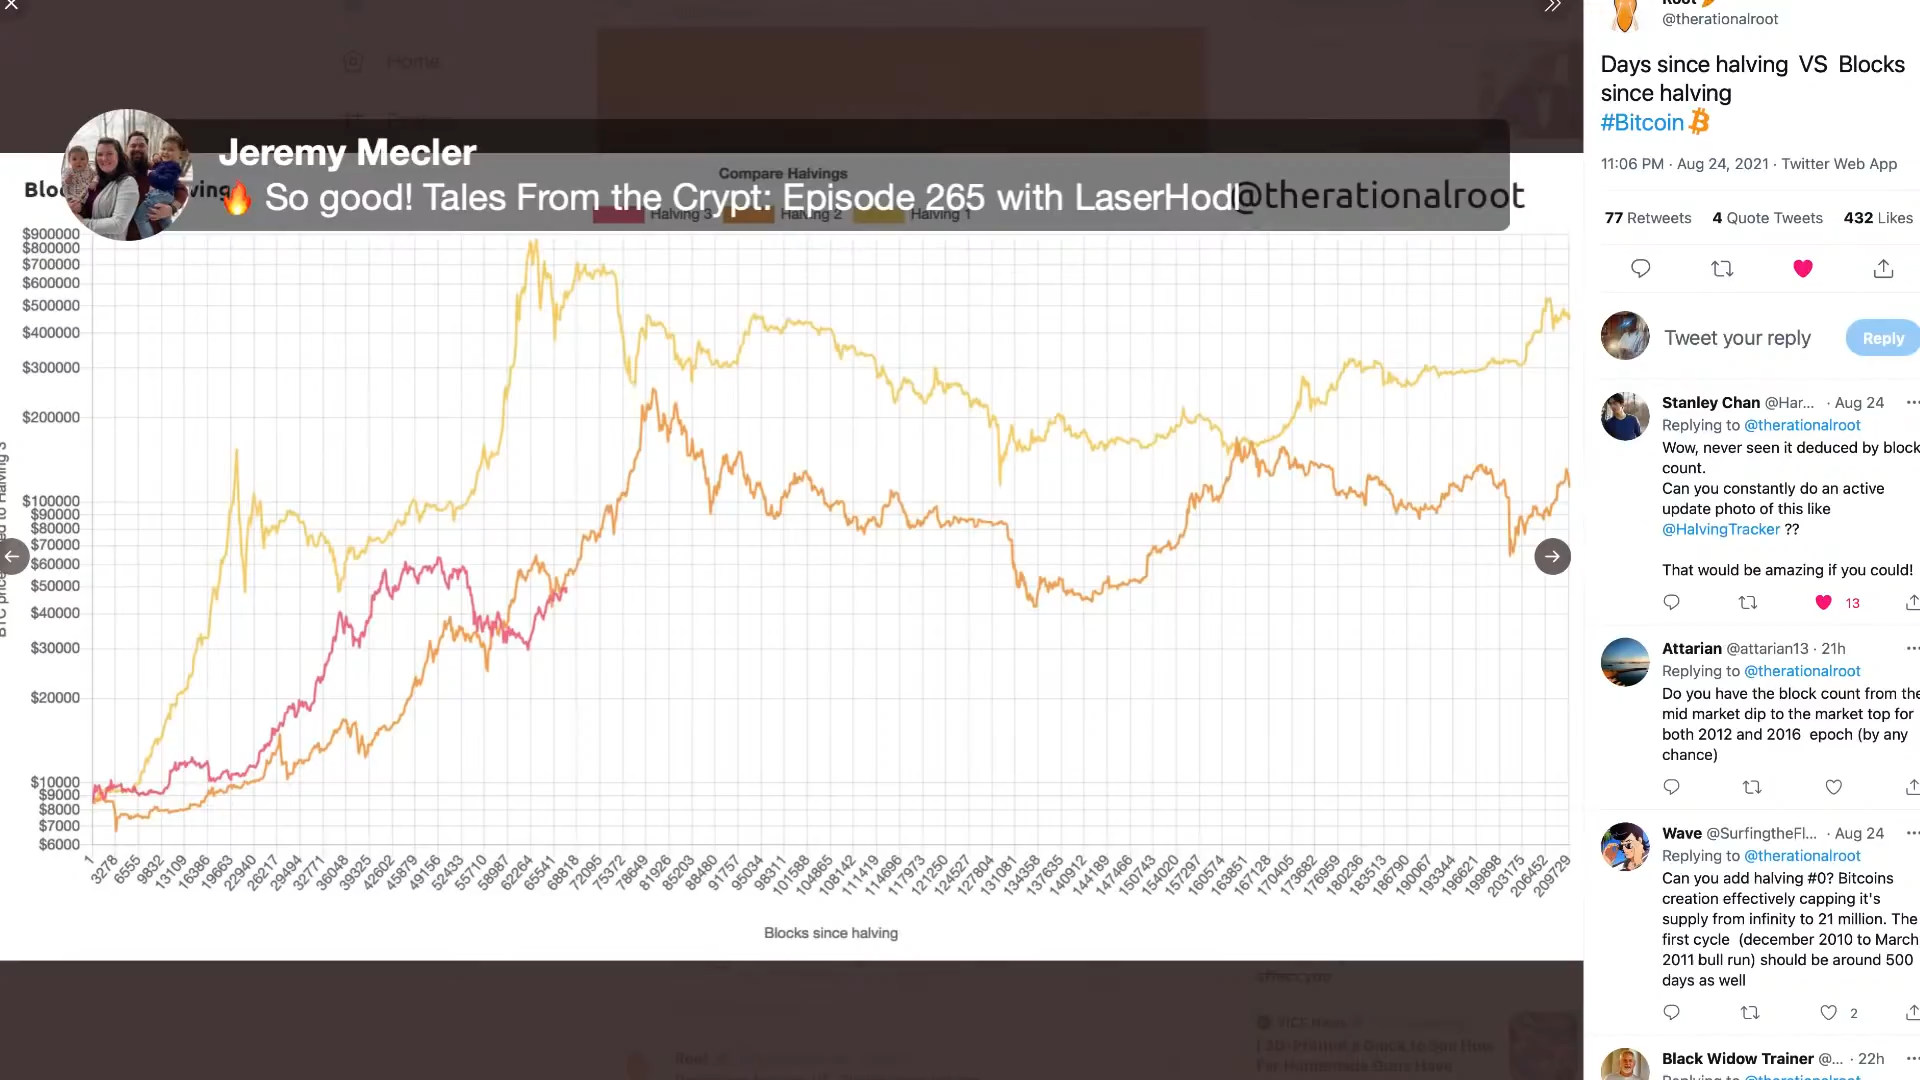 Home
@therationalroot
Days since halving VS Blocks
since halving
#Bitcoin
11:06 PM · Aug 24, 2021 · Twitter Web App
77 Retweets 4 Quote Tweets 432 Likes
Tweet your reply
Reply
Stanley Chan @Har... · Aug 24
Replying to @therationalroot
Wow, never seen it deduced by block
count.
Can you constantly do an active
update photo of this like
@HalvingTracker ??
That would be amazing if you could!
13
Attarian @attarian13 · 21h
Replying to @therationalroot
Do you have the block count from the
mid market dip to the market top for
both 2012 and 2016 epoch (by any
chance)
Wave @SurfingtheFl... · Aug 24
Replying to @therationalroot
Can you add halving #0? Bitcoins
creation effectively capping it's
supply from infinity to 21 million. The
first cycle (december 2010 to March
2011 bull run) should be around 500
days as well
2
Black Widow Trainer @... · 22h
Replying to @therationalroot
Jeremy Mecler
🔥 So good! Tales From the Crypt: Episode 265 with LaserHodl
@therationalroot
Compare Halvings
Halving 3 Halving 2 Halving 1
$900000
$800000
$700000
$600000
$500000
$400000
$300000
$200000
$100000
$90000
$80000
$70000
$60000
$50000
$40000
$30000
$20000
$10000
$9000
$8000
$7000
$6000
1 3278 6555 9832 13109 16386 19663 22940 26217 29494 32771 36048 39325 42602 45879 49156 52433 55710 58987 62264 65541 68818 72095 75372 78649 81926 85203 88480 91757 95034 98311 101588 104865 108142 111419 114696 117973 121250 124527 127804 131081 134358 137635 140912 144189 147466 150743 154020 157297 160574 163851 167128 170405 173682 176959 180236 183513 186790 190067 193344 196621 199898 203175 206452 209729
Blocks since halving